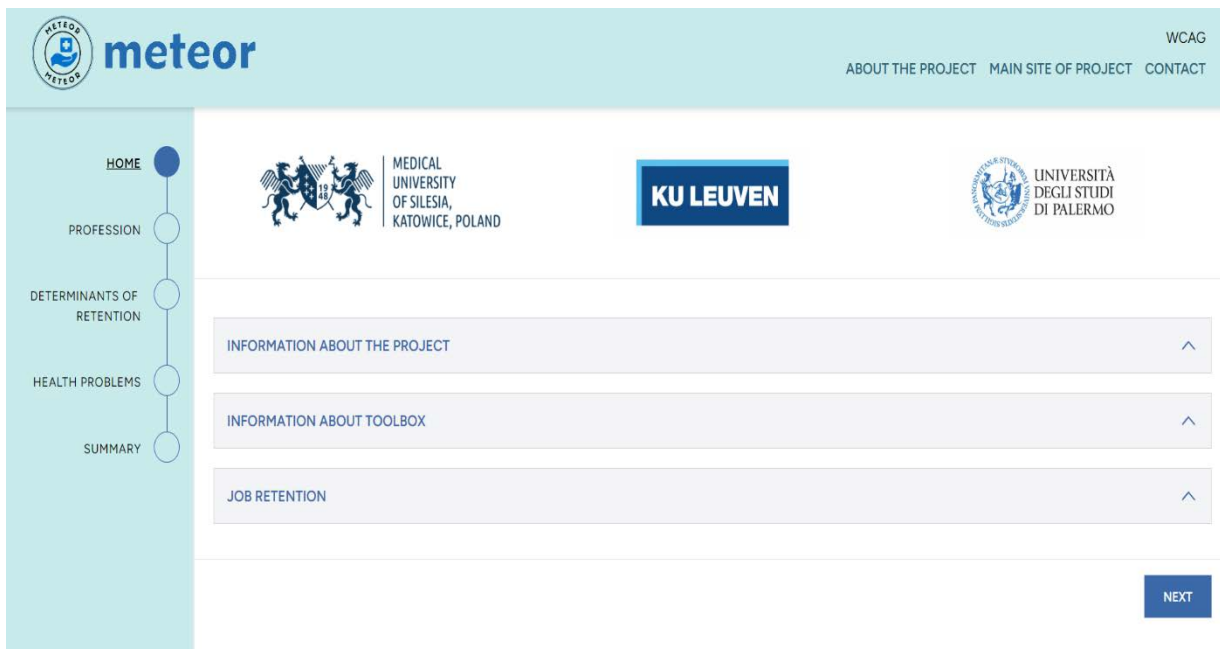 METEOR
METEOR
meteor
WCAG
ABOUT THE PROJECT MAIN SITE OF PROJECT CONTACT
HOME
PROFESSION
DETERMINANTS OF
RETENTION
HEALTH PROBLEMS
SUMMARY
19
48
MEDICAL
UNIVERSITY
OF SILESIA,
KATOWICE, POLAND
KU LEUVEN
UNIVERSITÀ
DEGLI STUDI
DI PALERMO
INFORMATION ABOUT THE PROJECT
INFORMATION ABOUT TOOLBOX
JOB RETENTION
NEXT